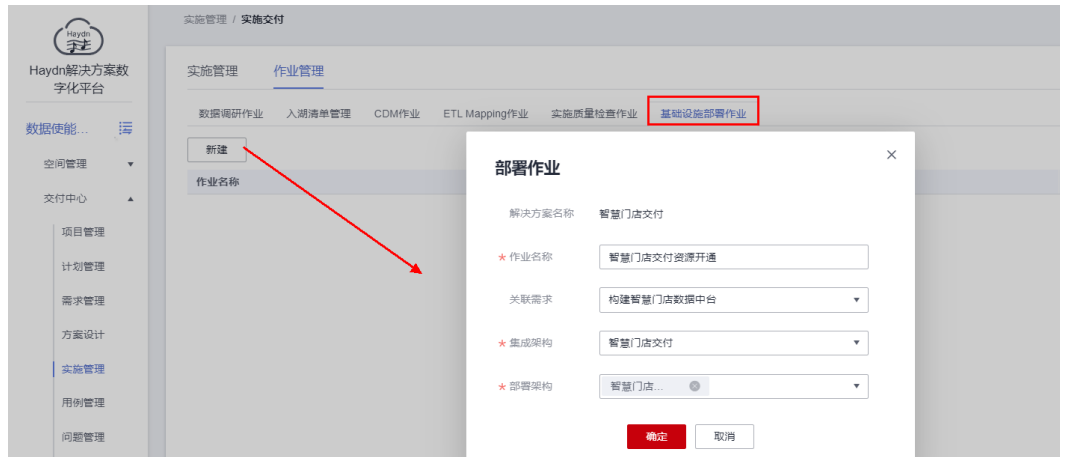 实施管理 / 实施交付
Haydn
Haydn解决方案数
字化平台
数据使能...
空间管理
交付中心
项目管理
计划管理
需求管理
方案设计
实施管理
用例管理
问题管理
实施管理 作业管理
数据调研作业 入湖清单管理 CDM作业 ETL Mapping作业 实施质量检查作业 基础设施部署作业
新建
作业名称
部署作业
解决方案名称 智慧门店交付
* 作业名称 智慧门店交付资源开通
关联需求 构建智慧门店数据中台
* 集成架构 智慧门店交付
* 部署架构 智慧门店...
确定 取消